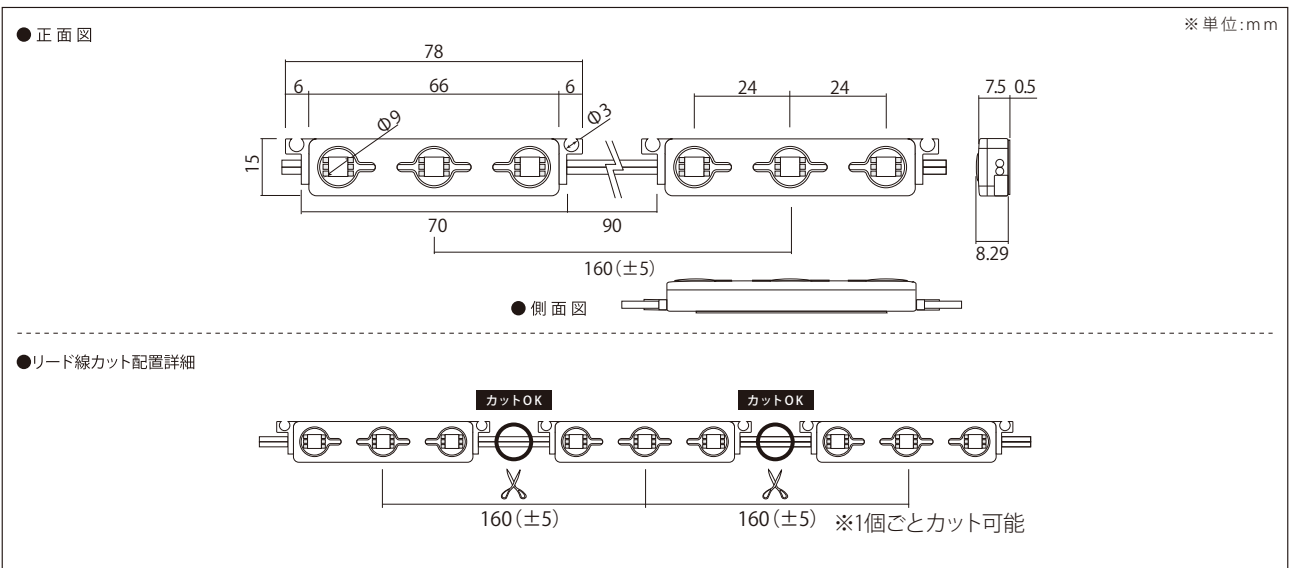 ※単位:mm
●正面図
78
6
66
6
24
24
7.5
0.5
Φ9
Φ3
15
70
90
8.29
160(±5)
●側面図
●リード線カット配置詳細
カットOK
カットOK
160(±5)
160(±5)
※1個ごとカット可能